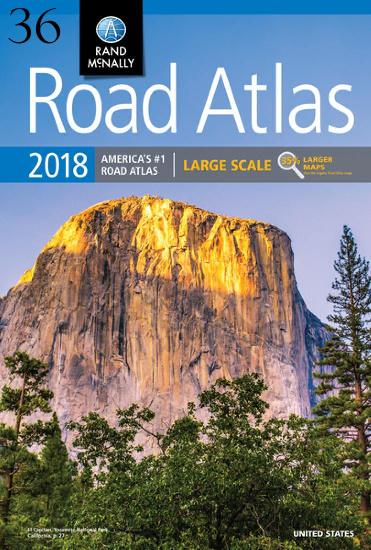 36
RAND
McNALLY
Road Atlas
2018
AMERICA'S #1
ROAD ATLAS
LARGE SCALE
35%
LARGER
MAPS
El Capitan, Yosemite National Park,
California, p. 27
UNITED STATES